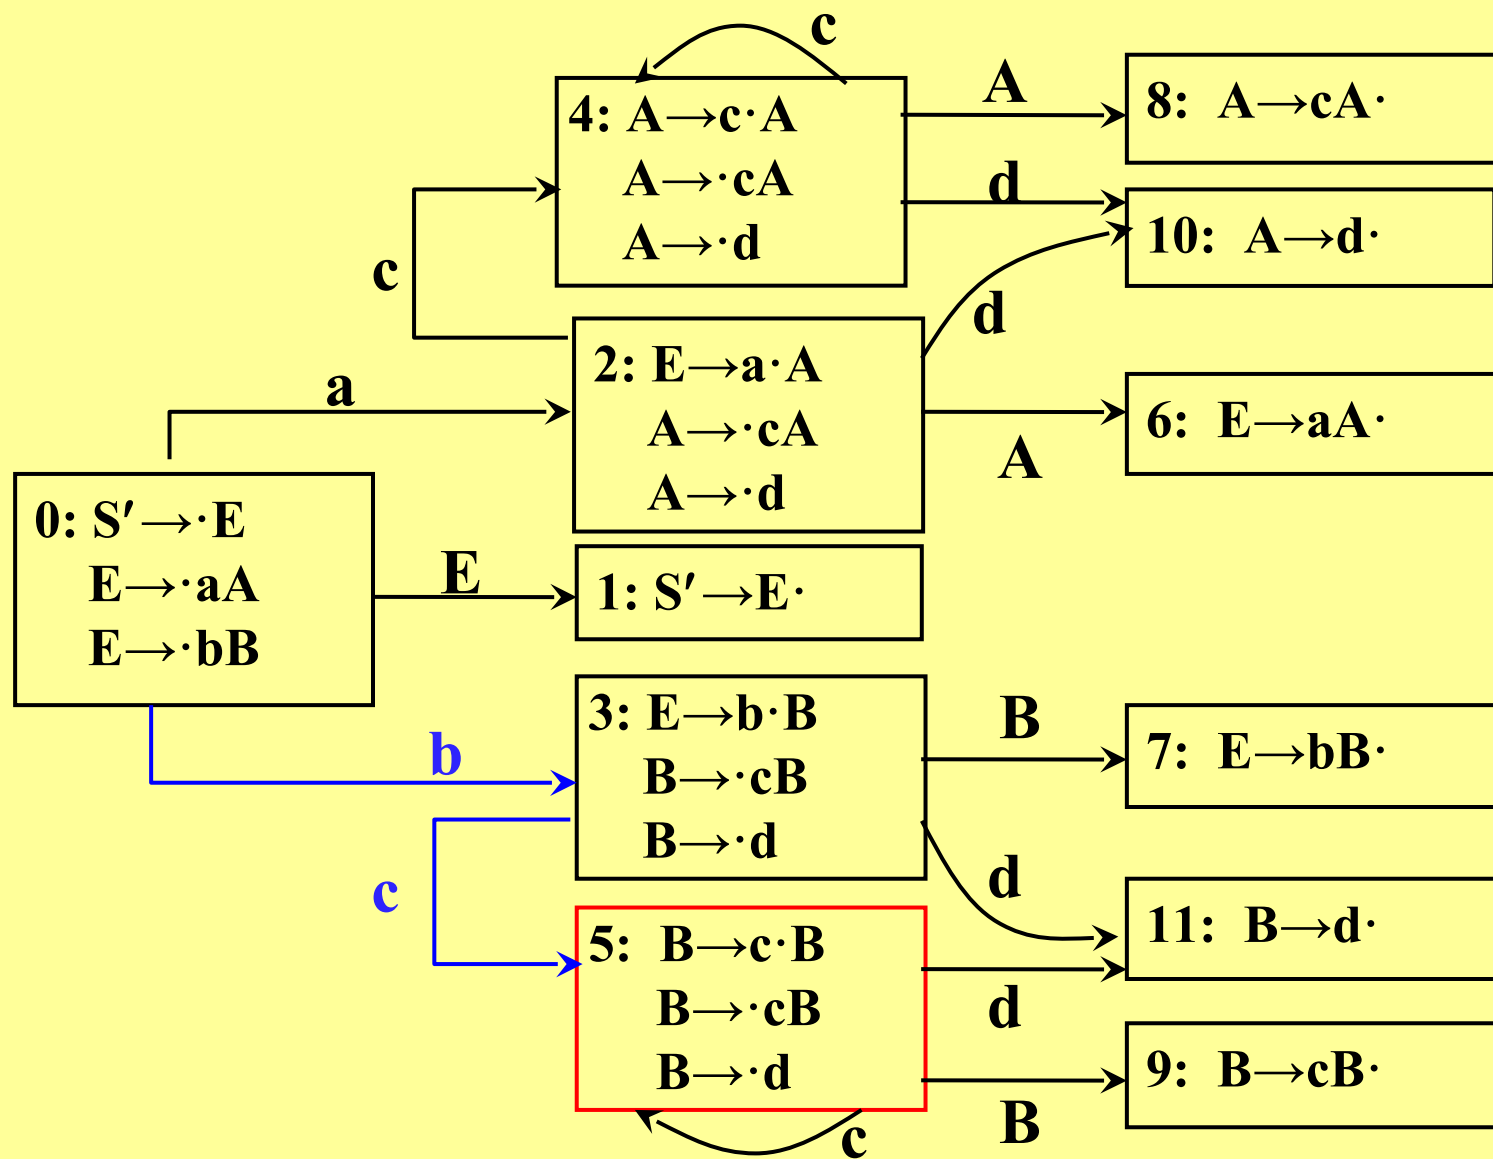 c
4: A→c·A
A→·cA
A→·d
A
8: A→cA·
d
10: A→d·
c
d
2: E→a·A
A→·cA
A→·d
a
A
6: E→aA·
0: S′→·E
E→·aA
E→·bB
E
1: S′→E·
b
3: E→b·B
B→·cB
B→·d
B
7: E→bB·
c
d
11: B→d·
5: B→c·B
B→·cB
B→·d
d
9: B→cB·
B
c